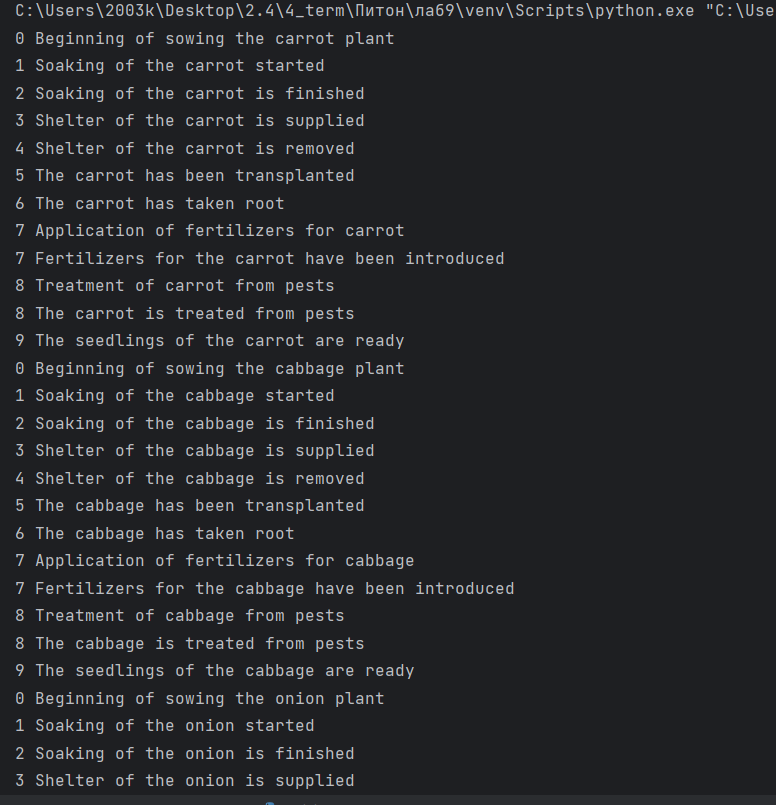 C:\Users\2003k\Desktop\2.4\4_term\Питон\ла69\venv\Scripts\python.exe "C:\Use
0 Beginning of sowing the carrot plant
1 Soaking of the carrot started
2 Soaking of the carrot is finished
3 Shelter of the carrot is supplied
4 Shelter of the carrot is removed
5 The carrot has been transplanted
6 The carrot has taken root
7 Application of fertilizers for carrot
7 Fertilizers for the carrot have been introduced
8 Treatment of carrot from pests
8 The carrot is treated from pests
9 The seedlings of the carrot are ready
0 Beginning of sowing the cabbage plant
1 Soaking of the cabbage started
2 Soaking of the cabbage is finished
3 Shelter of the cabbage is supplied
4 Shelter of the cabbage is removed
5 The cabbage has been transplanted
6 The cabbage has taken root
7 Application of fertilizers for cabbage
7 Fertilizers for the cabbage have been introduced
8 Treatment of cabbage from pests
8 The cabbage is treated from pests
9 The seedlings of the cabbage are ready
0 Beginning of sowing the onion plant
1 Soaking of the onion started
2 Soaking of the onion is finished
3 Shelter of the onion is supplied